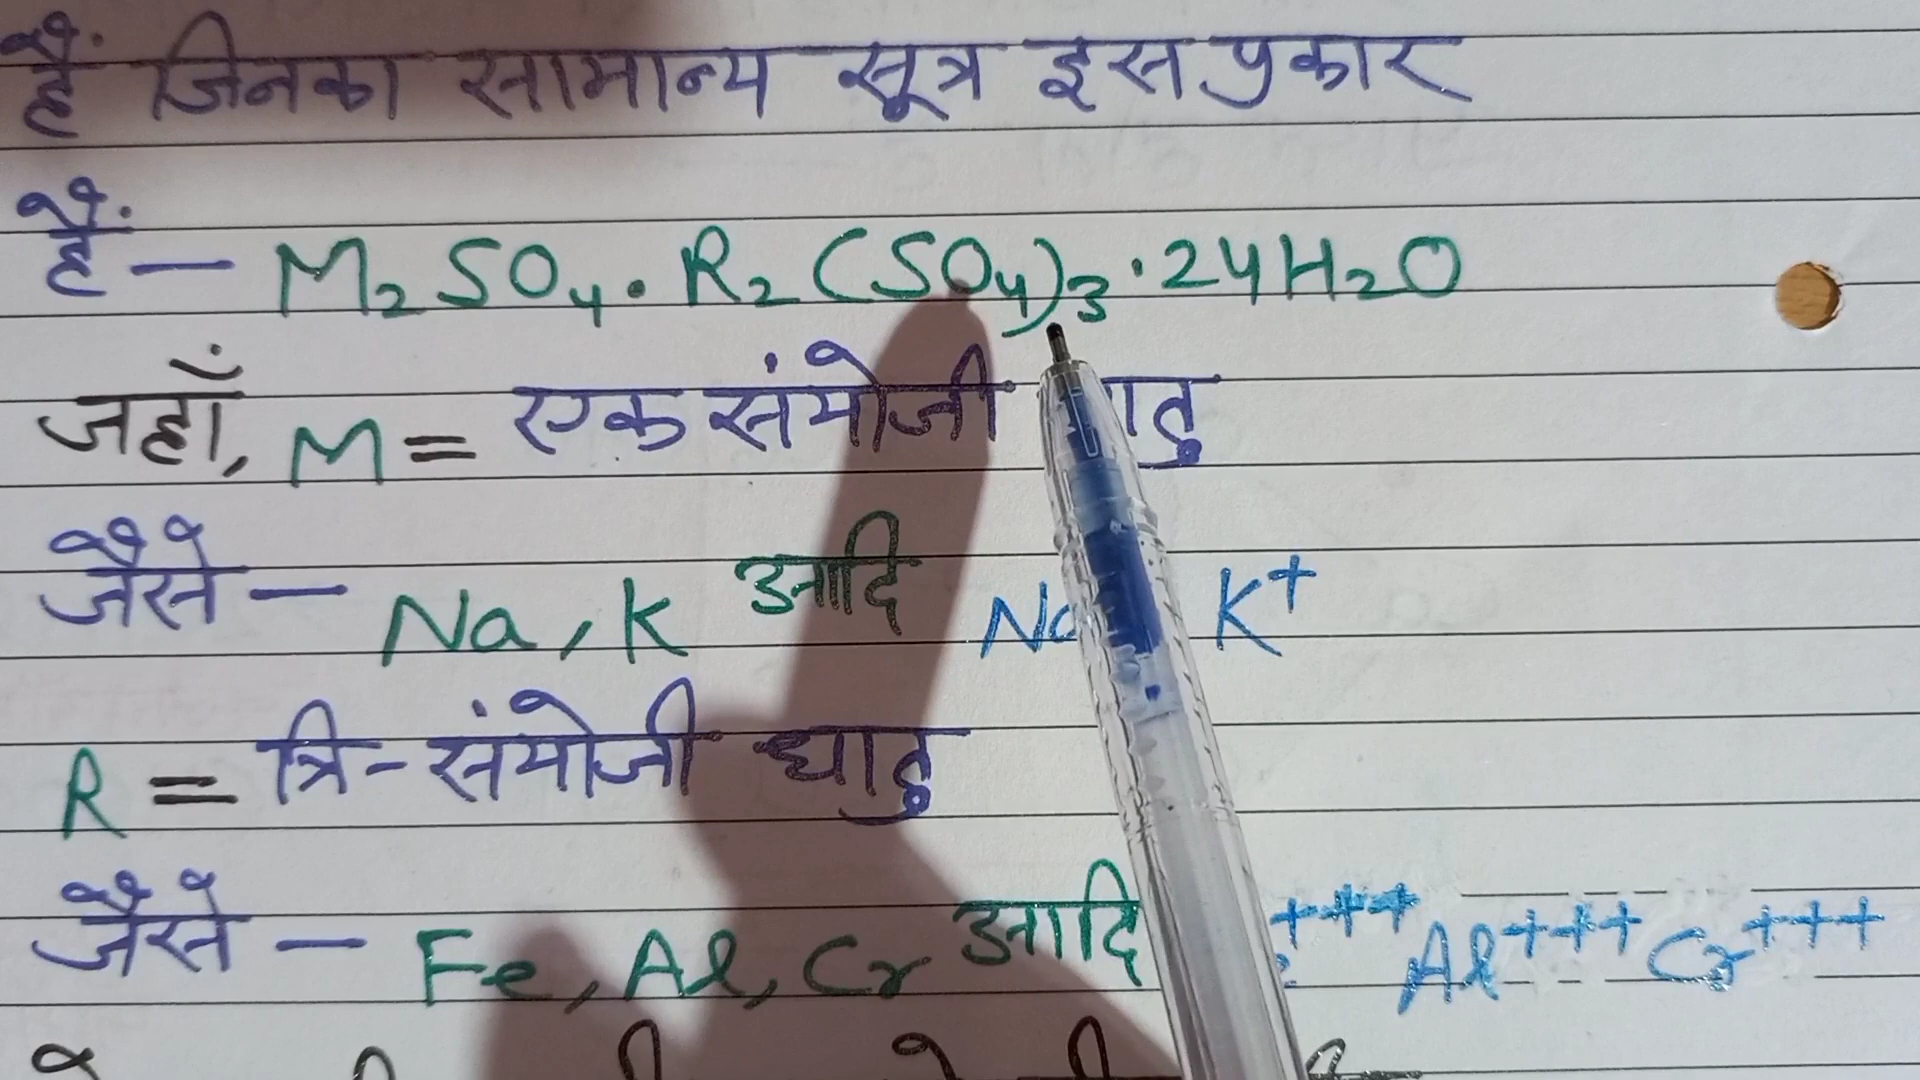 हैं जिनका सामान्य सूत्र इस प्रकार
हैं — M₂SO₄·R₂(SO₄)₃·24H₂O
जहाँ, M = एक संयोजी
जैसे — Na, K आदि K⁺
R = त्रि-संयोजी धातु
जैसे — Fe, Al, Cr आदि Al⁺⁺⁺ Cr⁺⁺⁺